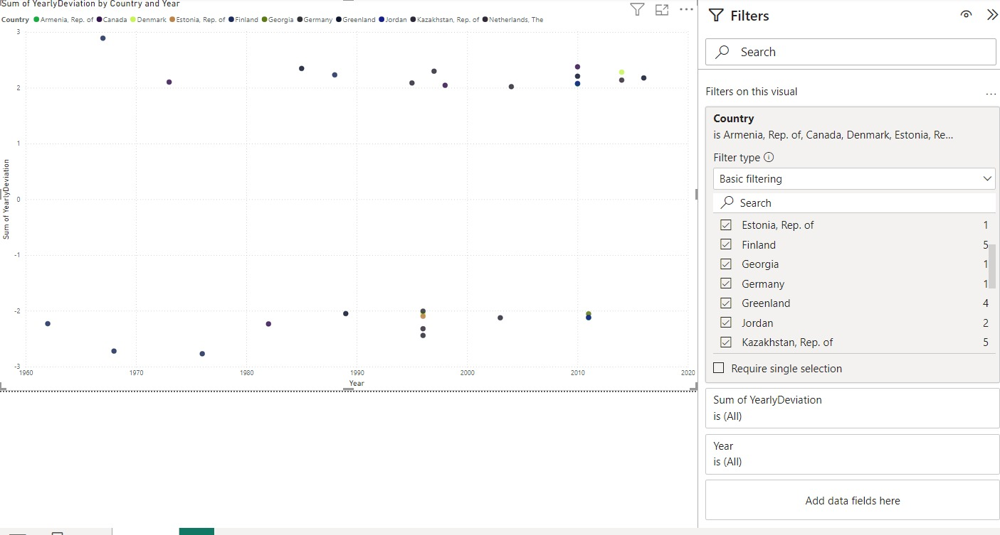 Sum of YearlyDeviation by Country and Year
Country Armenia, Rep. of Canada Denmark Estonia, Rep. of Finland Georgia Germany Greenland Jordan Kazakhstan, Rep. of Netherlands, The
3
2
1
0
-1
-2
-3
Sum of YearlyDeviation
1960 1970 1980 1990 2000 2010 2020
Year
Filters
Search
Filters on this visual
Country
is Armenia, Rep. of, Canada, Denmark, Estonia, Re...
Filter type
Basic filtering
Search
Estonia, Rep. of 1
Finland 5
Georgia 1
Germany 1
Greenland 4
Jordan 2
Kazakhstan, Rep. of 5
Require single selection
Sum of YearlyDeviation
is (All)
Year
is (All)
Add data fields here